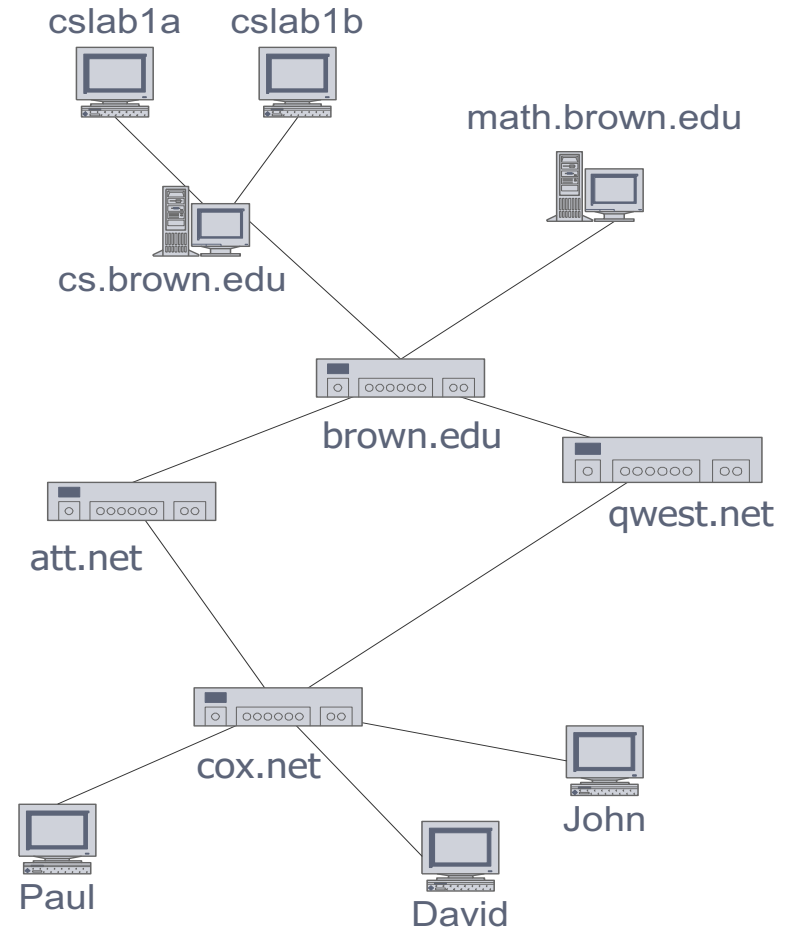 cslab1a
cslab1b
math.brown.edu
cs.brown.edu
brown.edu
qwest.net
att.net
cox.net
John
Paul
David